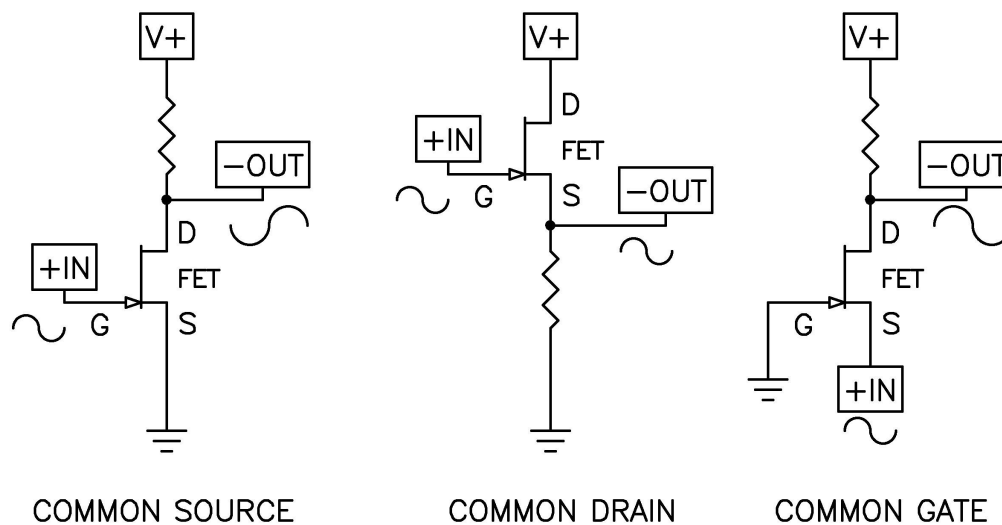 V+
-OUT
D
+IN
FET
G
S
COMMON SOURCE
V+
D
+IN
FET
G
S
-OUT
COMMON DRAIN
V+
-OUT
D
FET
G
S
+IN
COMMON GATE